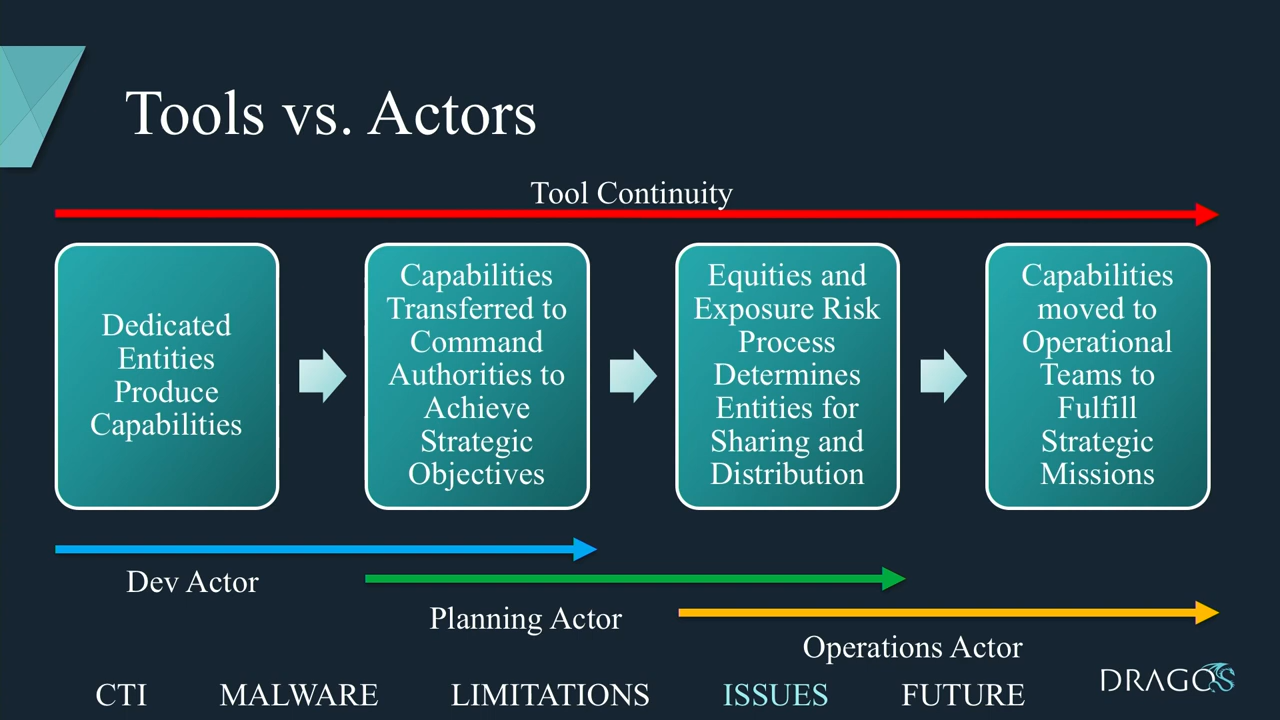 Tools vs. Actors
Tool Continuity
Dedicated
Entities
Produce
Capabilities
Capabilities
Transferred to
Command
Authorities to
Achieve
Strategic
Objectives
Equities and
Exposure Risk
Process
Determines
Entities for
Sharing and
Distribution
Capabilities
moved to
Operational
Teams to
Fulfill
Strategic
Missions
Dev Actor
Planning Actor
Operations Actor
CTI MALWARE LIMITATIONS ISSUES FUTURE
DRAGOS